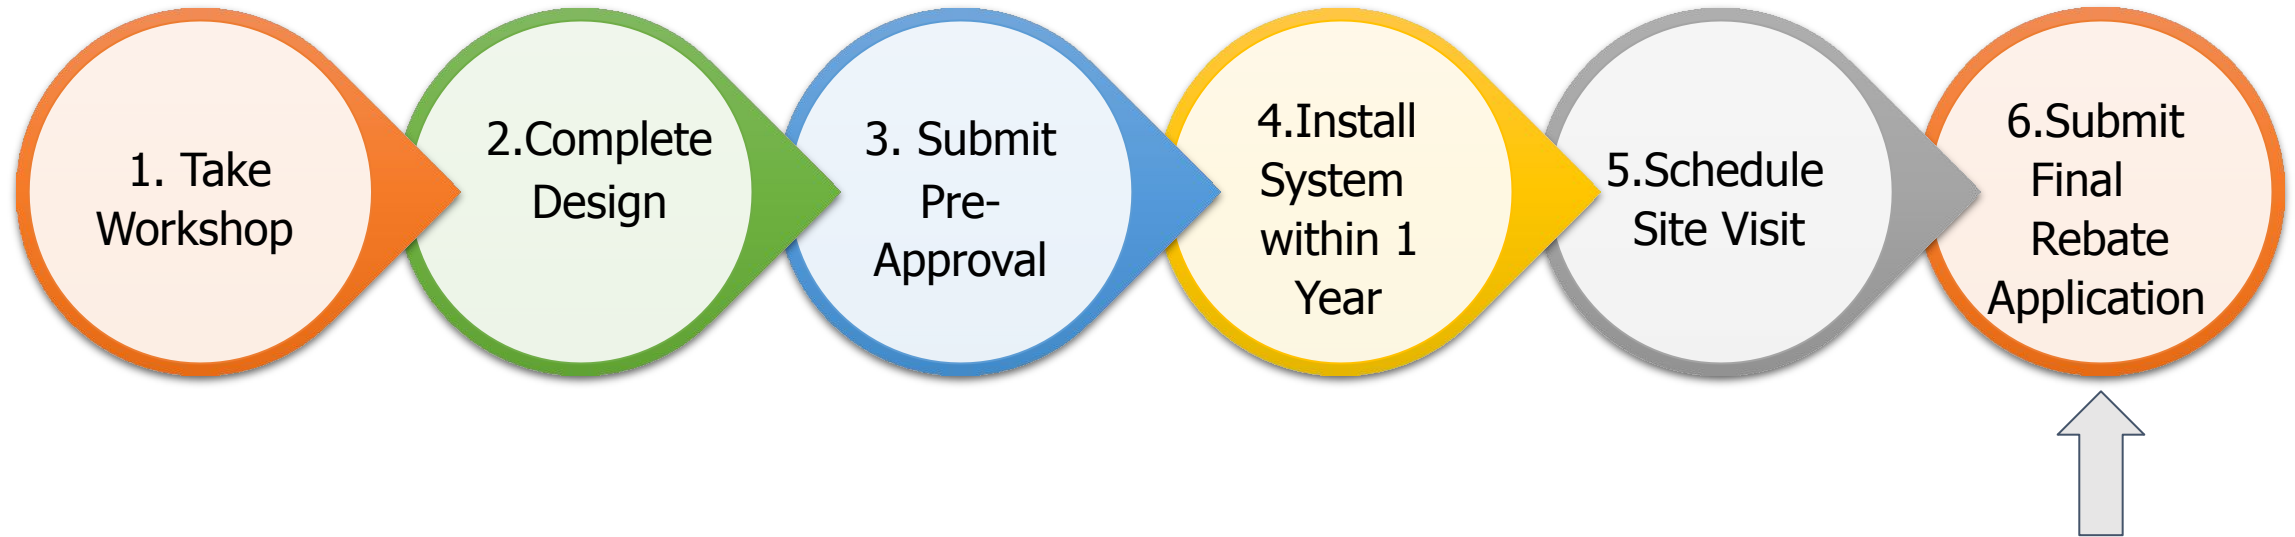 1. Take
Workshop
2.Complete
Design
3. Submit
Pre-
Approval
4.Install
System
within 1
Year
5.Schedule
Site Visit
6.Submit
Final
Rebate
Application